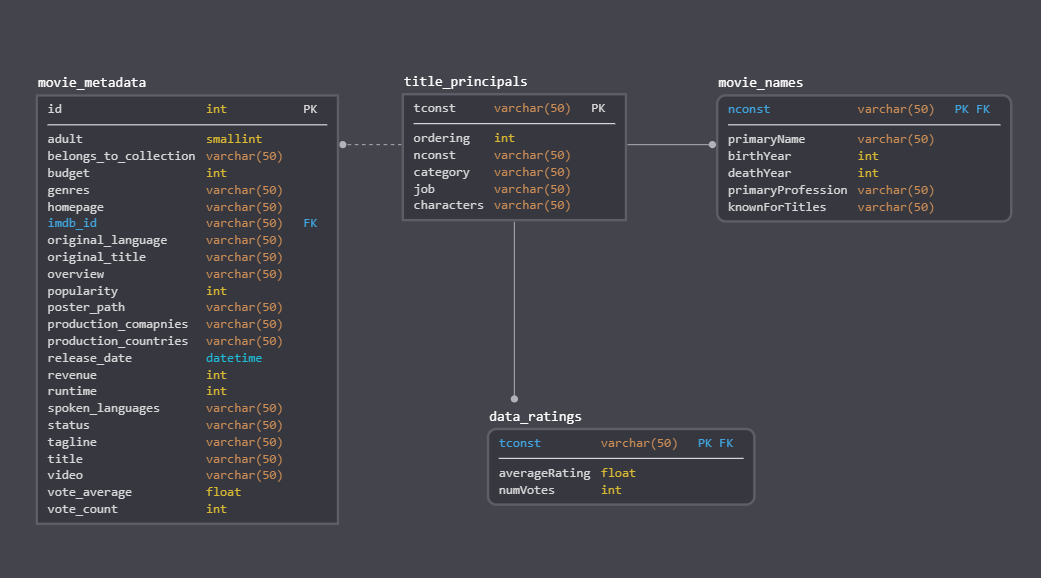 movie_metadata
id int PK
adult smallint
belongs_to_collection varchar(50)
budget int
genres varchar(50)
homepage varchar(50)
imdb_id varchar(50) FK
original_language varchar(50)
original_title varchar(50)
overview varchar(50)
popularity int
poster_path varchar(50)
production_comapnies varchar(50)
production_countries varchar(50)
release_date datetime
revenue int
runtime int
spoken_languages varchar(50)
status varchar(50)
tagline varchar(50)
title varchar(50)
video varchar(50)
vote_average float
vote_count int
title_principals
tconst varchar(50) PK
ordering int
nconst varchar(50)
category varchar(50)
job varchar(50)
characters varchar(50)
movie_names
nconst varchar(50) PK FK
primaryName varchar(50)
birthYear int
deathYear int
primaryProfession varchar(50)
knownForTitles varchar(50)
data_ratings
tconst varchar(50) PK FK
averageRating float
numVotes int